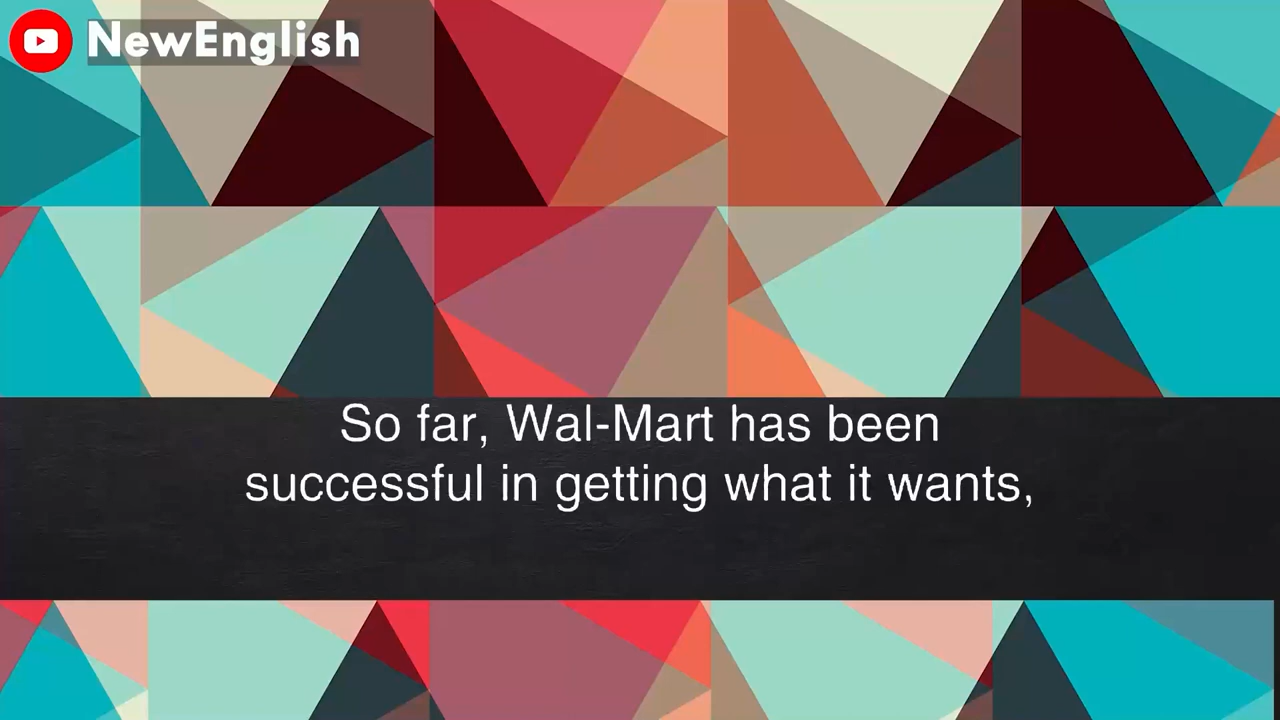 NewEnglish
So far, Wal-Mart has been
successful in getting what it wants,